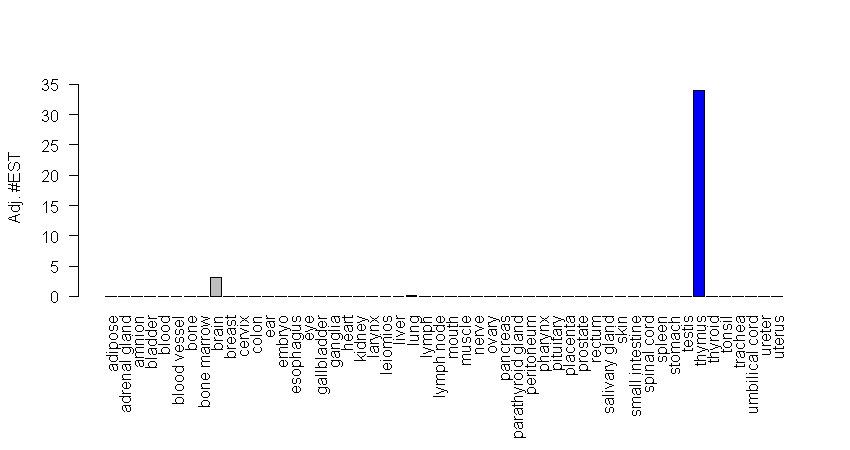 Adj. #EST
35
30
25
20
15
10
5
0
adipose
adrenal gland
amnion
bladder
blood
blood vessel
bone
bone marrow
brain
breast
cervix
colon
ear
embryo
esophagus
eye
gallbladder
ganglia
heart
kidney
larynx
leiomios
liver
lung
lymph
lymph node
mouth
muscle
nerve
ovary
pancreas
parathyroid gland
peritoneum
pharynx
pituitary
placenta
prostate
rectum
salivary gland
skin
small intestine
spinal cord
spleen
stomach
testis
thymus
thyroid
tonsil
trachea
umbilical cord
ureter
uterus